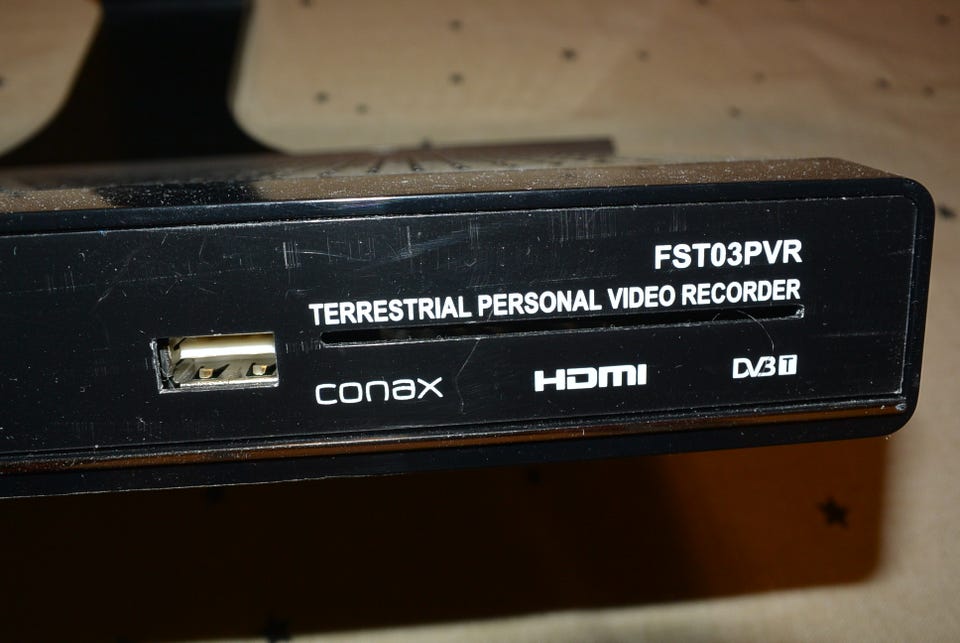 FST03PVR
TERRESTRIAL PERSONAL VIDEO RECORDER
conax HDMI DVB T